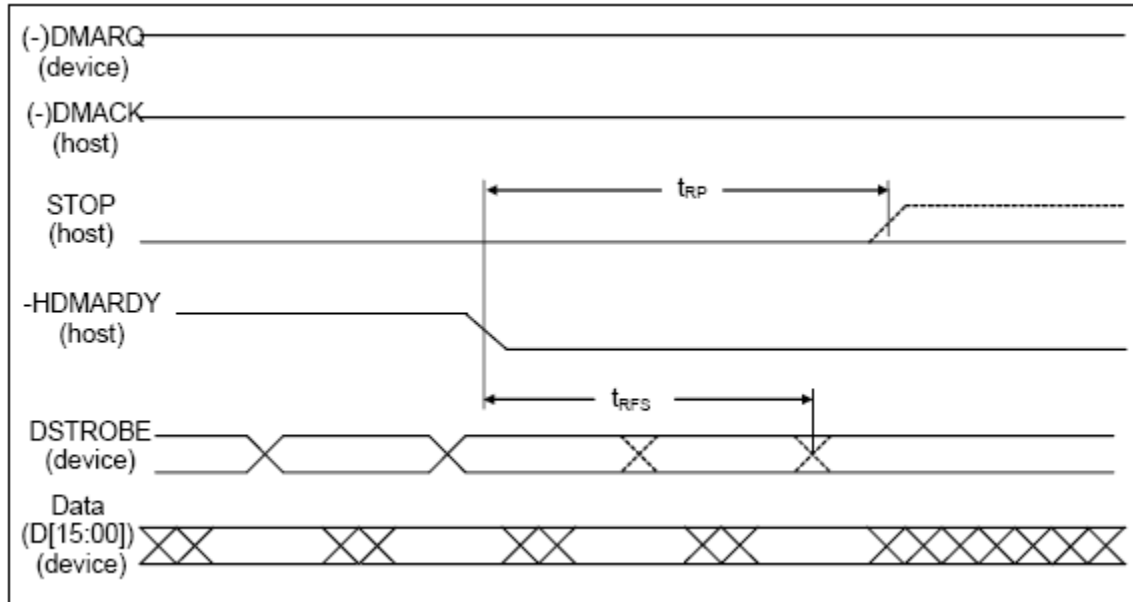 (-)DMARQ
(device)
(-)DMACK
(host)
tRP
STOP
(host)
-HDMARDY
(host)
tRFS
DSTROBE
(device)
Data
(D[15:00])
(device)